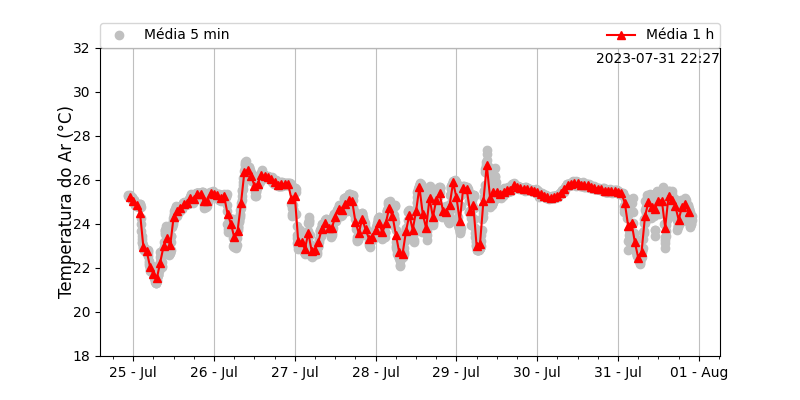 Média 5 min
Média 1 h
2023-07-31 22:27
Temperatura do Ar (°C)
32
30
28
26
24
22
20
18
25 - Jul
26 - Jul
27 - Jul
28 - Jul
29 - Jul
30 - Jul
31 - Jul
01 - Aug